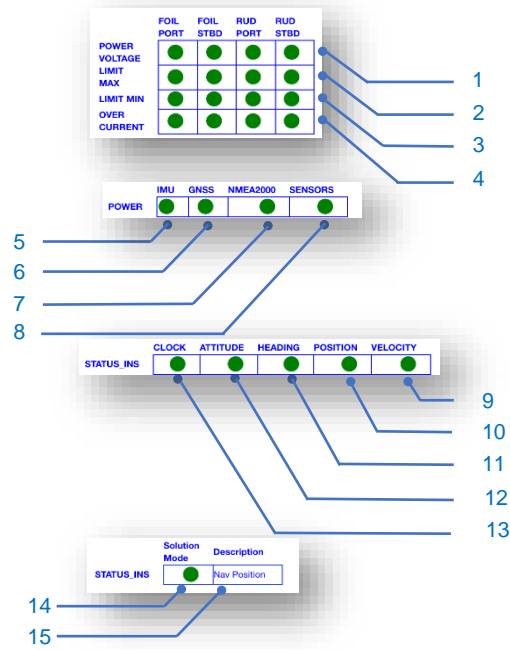 FOIL PORT FOIL STBD RUD PORT RUD STBD
POWER VOLTAGE
LIMIT MAX
LIMIT MIN
OVER CURRENT
1
2
3
4
IMU GNSS NMEA2000 SENSORS
POWER
5
6
7
8
CLOCK ATTITUDE HEADING POSITION VELOCITY
STATUS_INS
9
10
11
12
13
Solution Mode Description
STATUS_INS Nav Position
14
15